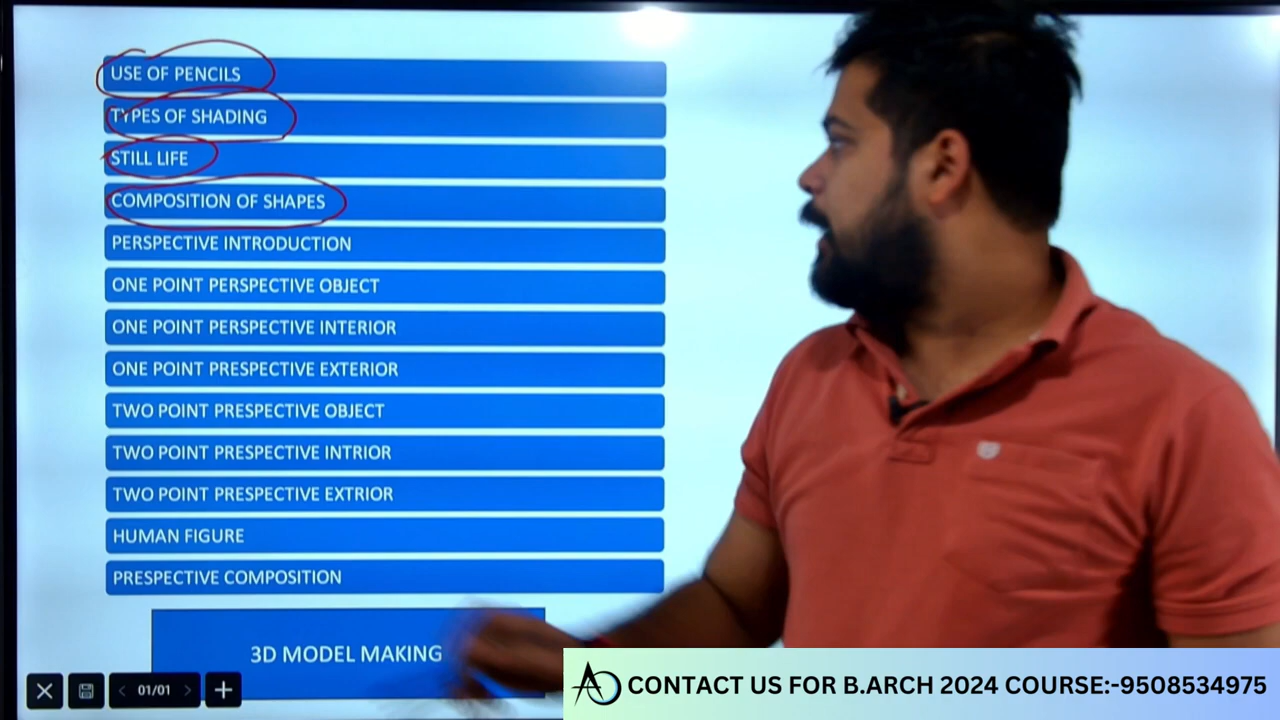 USE OF PENCILS
TYPES OF SHADING
STILL LIFE
COMPOSITION OF SHAPES
PERSPECTIVE INTRODUCTION
ONE POINT PERSPECTIVE OBJECT
ONE POINT PERSPECTIVE INTERIOR
ONE POINT PRESPECTIVE EXTERIOR
TWO POINT PRESPECTIVE OBJECT
TWO POINT PRESPECTIVE INTRIOR
TWO POINT PRESPECTIVE EXTRIOR
HUMAN FIGURE
PRESPECTIVE COMPOSITION
3D MODEL MAKING
01/01
CONTACT US FOR B.ARCH 2024 COURSE:-9508534975